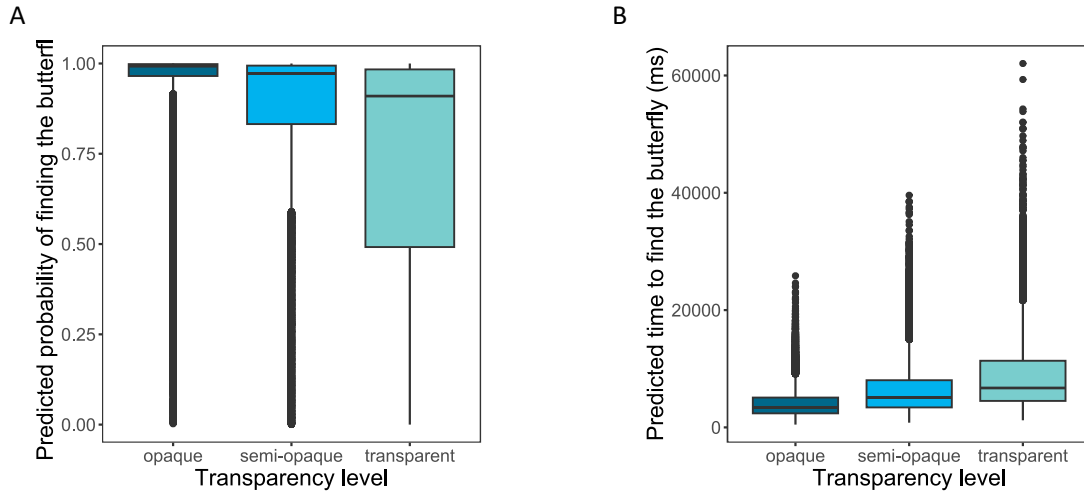 A
Predicted probability of finding the butterfl
1.00
0.75
0.50
0.25
0.00
opaque semi-opaque transparent
Transparency level
B
Predicted time to find the butterfly (ms)
60000
40000
20000
0
opaque semi-opaque transparent
Transparency level